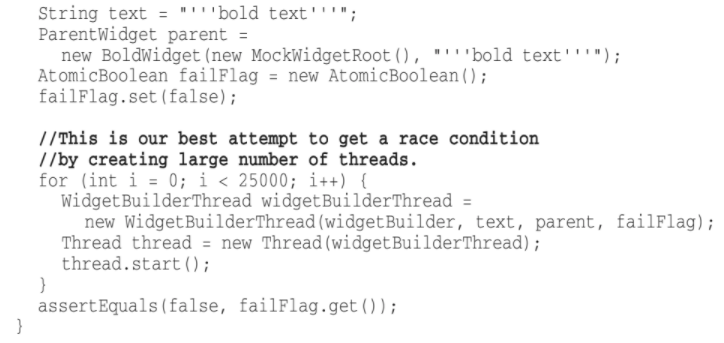 String text = "'''bold text'''";
ParentWidget parent =
new BoldWidget(new MockWidgetRoot(), "'''bold text'''");
AtomicBoolean failFlag = new AtomicBoolean();
failFlag.set(false);
//This is our best attempt to get a race condition
//by creating large number of threads.
for (int i = 0; i < 25000; i++) {
WidgetBuilderThread widgetBuilderThread =
new WidgetBuilderThread(widgetBuilder, text, parent, failFlag);
Thread thread = new Thread(widgetBuilderThread);
thread.start();
}
assertEquals(false, failFlag.get());
}